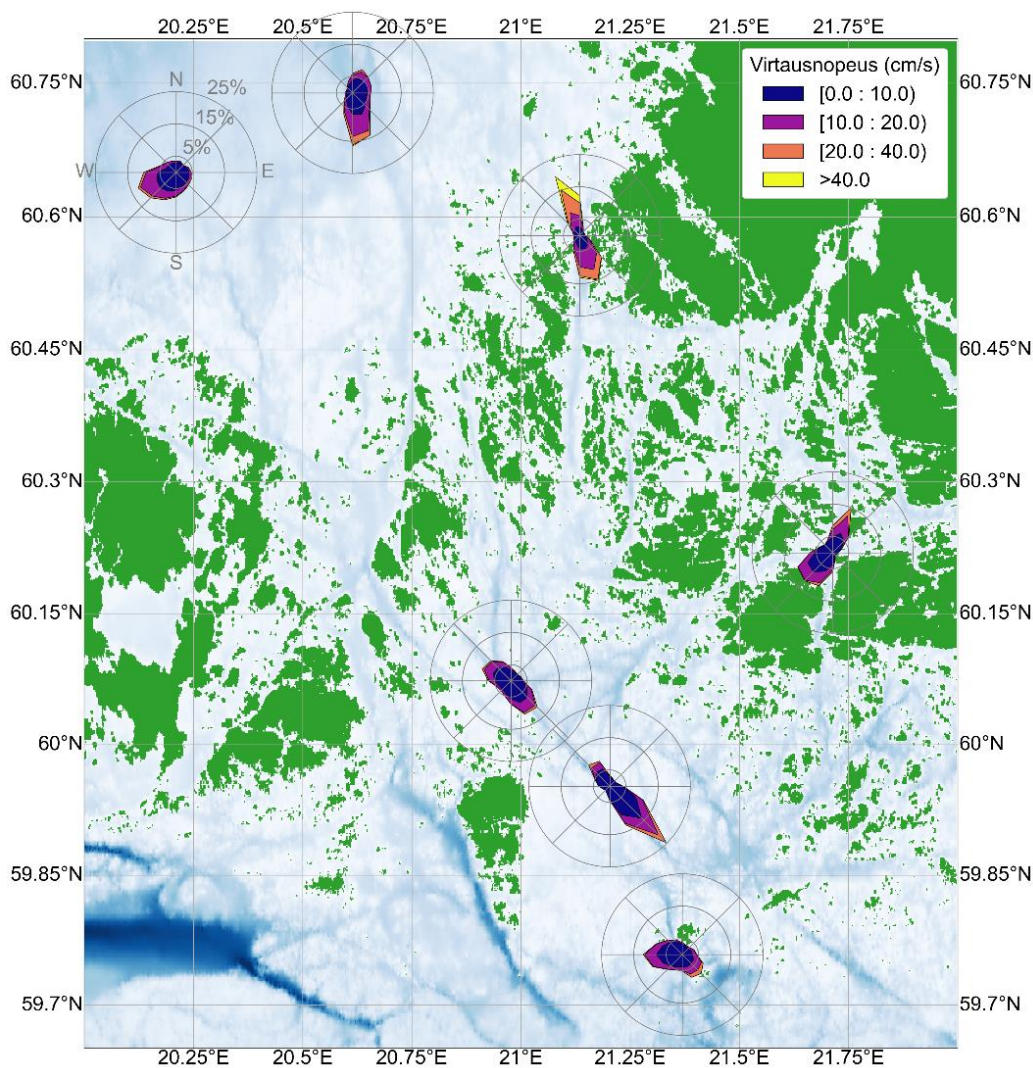 20.25°E 20.5°E 20.75°E 21°E 21.25°E 21.5°E 21.75°E
60.75°N 60.75°N
Virtausnopeus (cm/s)
[0.0 : 10.0)
[10.0 : 20.0)
[20.0 : 40.0)
>40.0
N
25%
15%
5%
W E
S
60.6°N 60.6°N
60.45°N 60.45°N
60.3°N 60.3°N
60.15°N 60.15°N
60°N 60°N
59.85°N 59.85°N
59.7°N 59.7°N
20.25°E 20.5°E 20.75°E 21°E 21.25°E 21.5°E 21.75°E